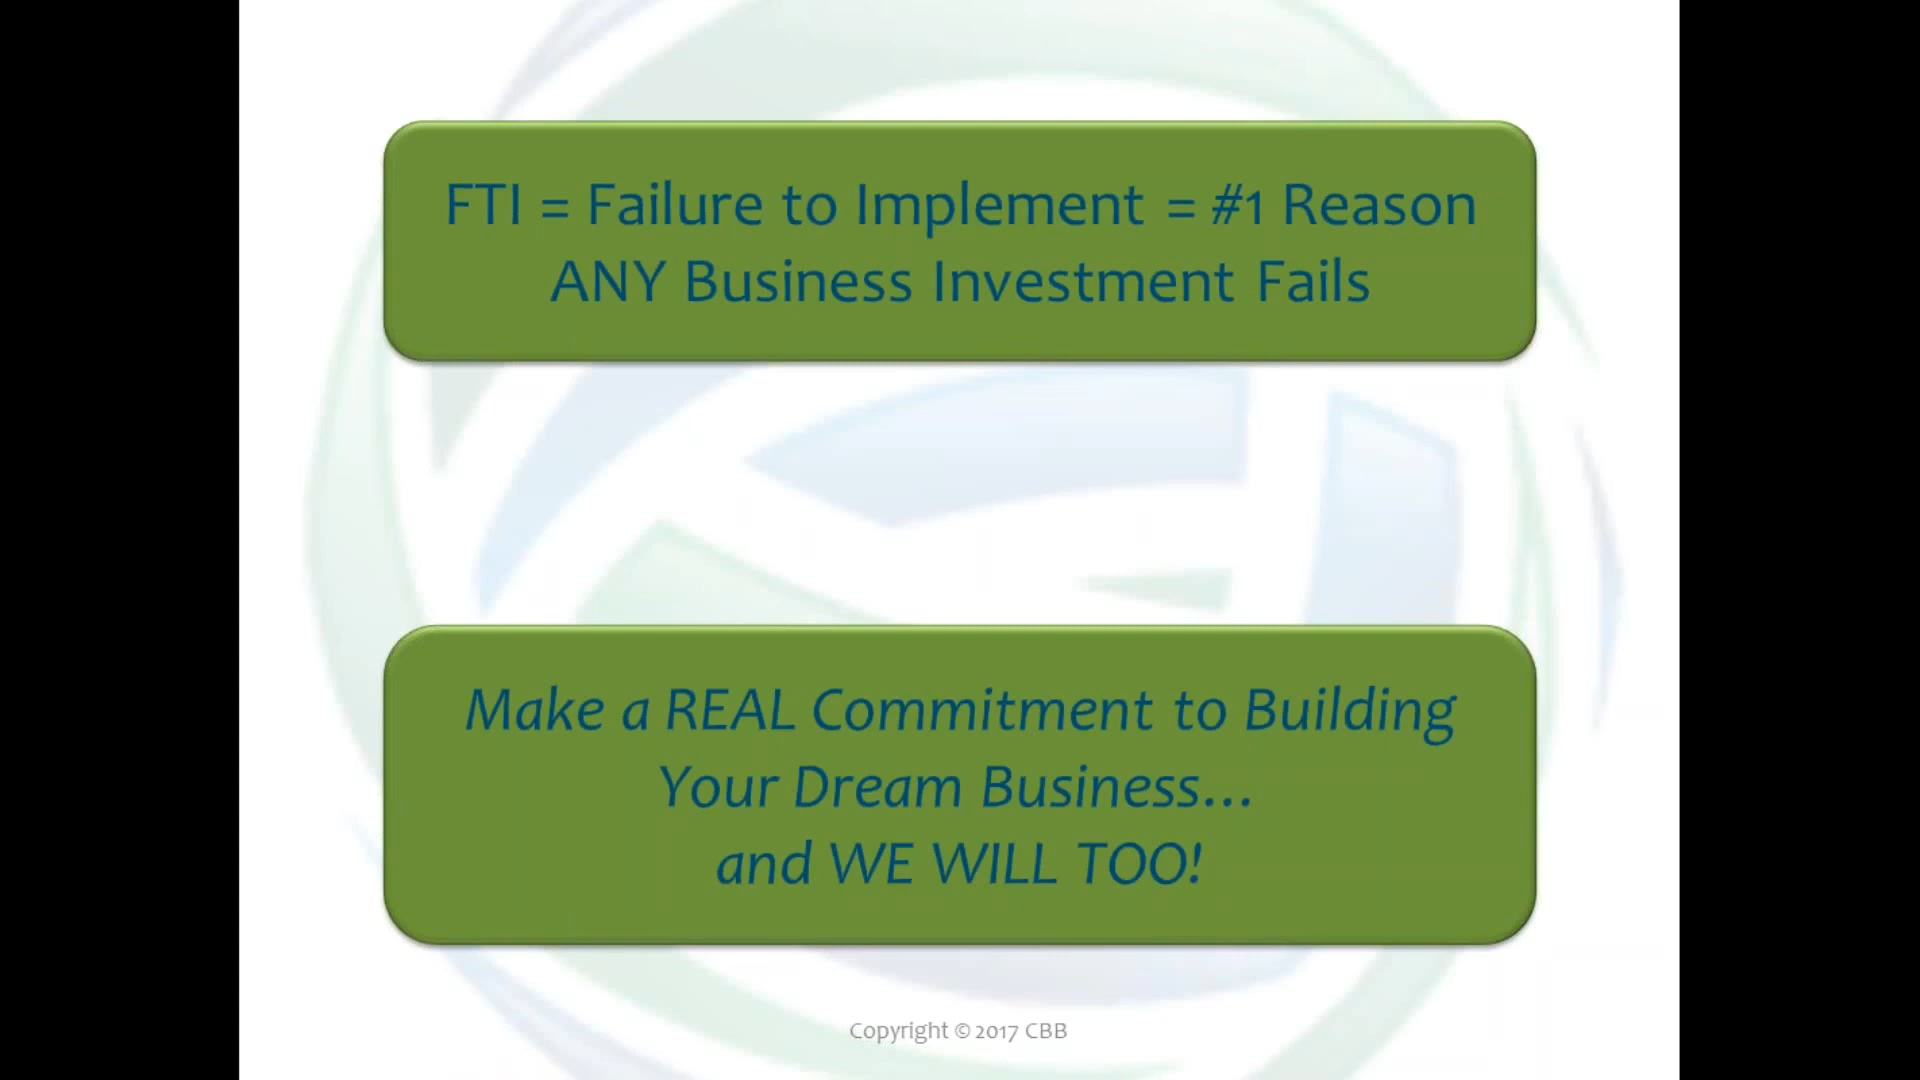 FTI = Failure to Implement = #1 Reason
ANY Business Investment Fails
Make a REAL Commitment to Building
Your Dream Business...
and WE WILL TOO!
Copyright © 2017 CBB